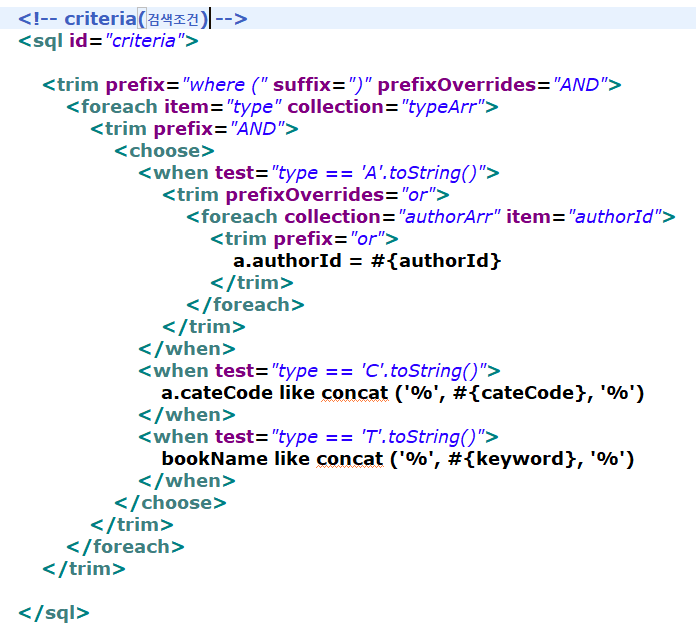 <!-- criteria(검색조건) -->
<sql id="criteria">
<trim prefix="where (" suffix=")" prefixOverrides="AND">
<foreach item="type" collection="typeArr">
<trim prefix="AND">
<choose>
<when test="type == 'A'.toString()">
<trim prefixOverrides="or">
<foreach collection="authorArr" item="authorId">
<trim prefix="or">
a.authorId = #{authorId}
</trim>
</foreach>
</trim>
</when>
<when test="type == 'C'.toString()">
a.cateCode like concat ('%', #{cateCode}, '%')
</when>
<when test="type == 'T'.toString()">
bookName like concat ('%', #{keyword}, '%')
</when>
</choose>
</trim>
</foreach>
</trim>
</sql>